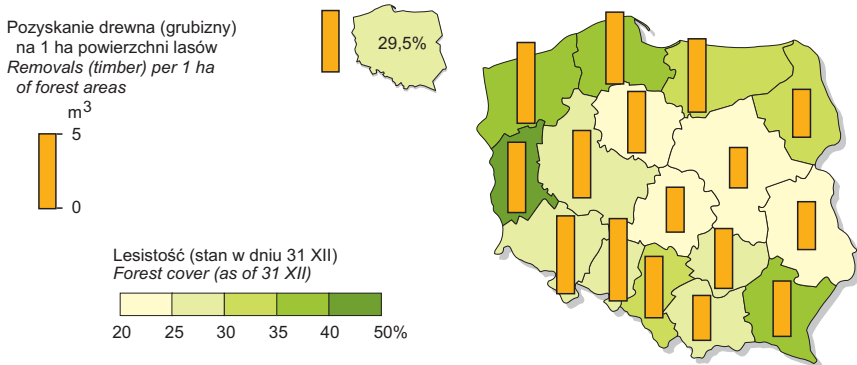 Pozyskanie drewna (grubizny)
na 1 ha powierzchni lasów
Removals (timber) per 1 ha
of forest areas
m³
5
0
29,5%
Lesistość (stan w dniu 31 XII)
Forest cover (as of 31 XII)
20 25 30 35 40 50%